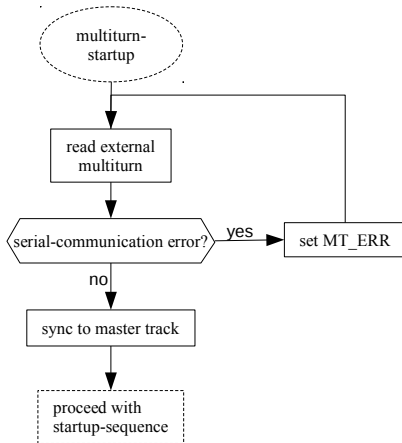 multiturn-
startup
read external
multiturn
serial-communication error?
yes
set MT_ERR
no
sync to master track
proceed with
startup-sequence